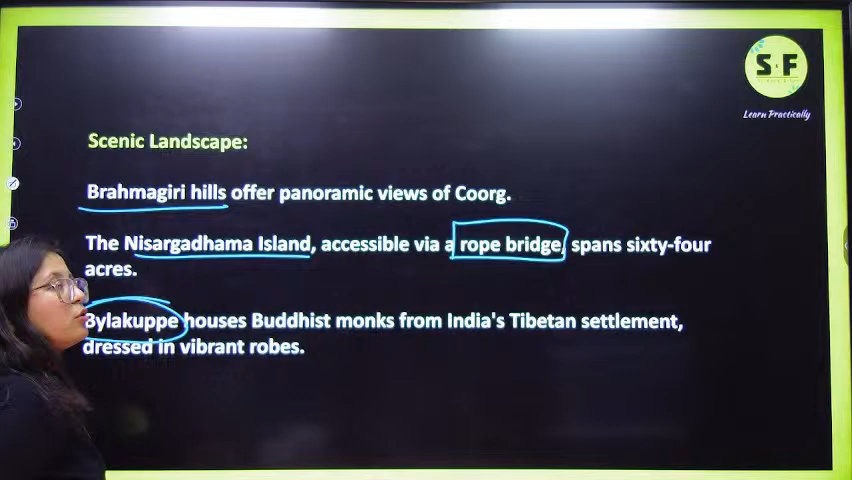 S&F
Learn Practically
Scenic Landscape:
Brahmagiri hills offer panoramic views of Coorg.
The Nisargadhama Island, accessible via a rope bridge, spans sixty-four
acres.
Bylakuppe houses Buddhist monks from India's Tibetan settlement,
dressed in vibrant robes.